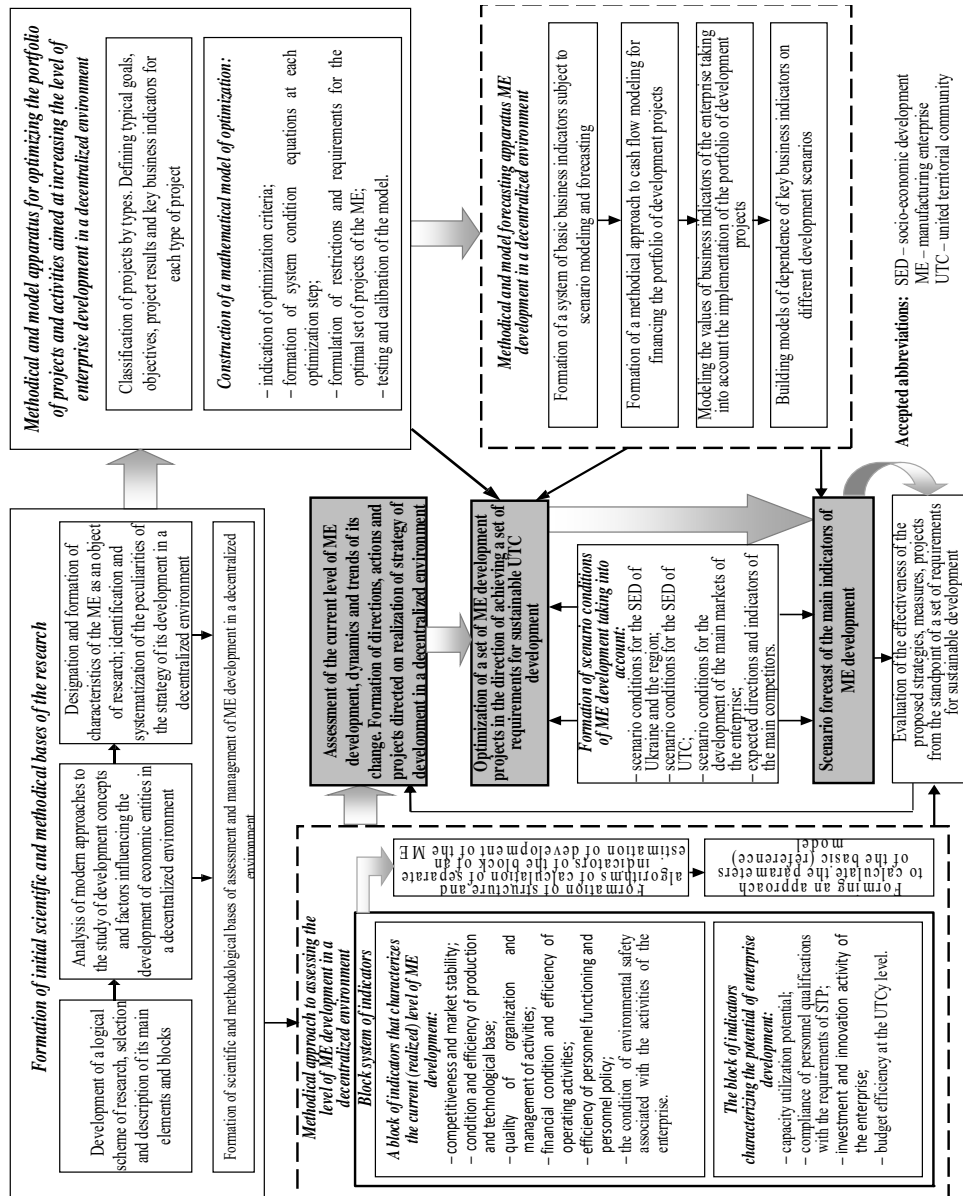 Formation of initial scientific and methodical bases of the research
Development of a logical
scheme of research, selection
and description of its main
elements and blocks
Analysis of modern approaches to
the study of development concepts
and factors influencing the
development of economic entities in
a decentralized environment
Designation and formation of
characteristics of the ME as an object
of research; identification and
systematization of the peculiarities of
the strategy of its development in a
decentralized environment
Formation of scientific and methodological bases of assessment and management of ME development in a decentralized
environment
Methodical and model apparatus for optimizing the portfolio
of projects and activities aimed at increasing the level of
enterprise development in a decentralized environment
Classification of projects by types. Defining typical goals,
objectives, project results and key business indicators for
each type of project
Construction of a mathematical model of optimization:
– indication of optimization criteria;
– formation of system condition equations at each
optimization step;
– formulation of restrictions and requirements for the
optimal set of projects of the ME;
– testing and calibration of the model.
Methodical approach to assessing the
level of ME development in a
decentralized environment
Block system of indicators
A block of indicators that characterizes
the current (realized) level of ME
development:
– competitiveness and market stability;
– condition and efficiency of production
and technological base;
– quality of organization and
management of activities;
– financial condition and efficiency of
operating activities;
– efficiency of personnel functioning and
personnel policy;
– the condition of environmental safety
associated with the activities of the
enterprise.
The block of indicators
characterizing the potential of enterprise
development:
– capacity utilization potential;
– compliance of personnel qualifications
with the requirements of STP;
– investment and innovation activity of
the enterprise;
– budget efficiency at the UTCy level.
Formation of structure and
algorithms of calculation of separate
indicators of the block of an
estimation of development of the ME
Forming an approach
to calculate the parameters
of the basic (reference)
model
Assessment of the current level of ME
development, dynamics and trends of its
change. Formation of directions, actions and
projects directed on realization of strategy of
development in a decentralized environment
Optimization of a set of ME development
projects in the direction of achieving a set of
requirements for sustainable UTC
development
Formation of scenario conditions
of ME development taking into
account:
– scenario conditions for the SED of
Ukraine and the region;
– scenario conditions for the SED of
UTC;
– scenario conditions for the
development of the main markets of
the enterprise;
– expected directions and indicators of
the main competitors.
Scenario forecast of the main indicators of
ME development
Evaluation of the effectiveness of the
proposed strategies, measures, projects
from the standpoint of a set of requirements
for sustainable development
Methodical and model forecasting apparatus ME
development in a decentralized environment
Formation of a system of basic business indicators subject to
scenario modeling and forecasting
Formation of a methodical approach to cash flow modeling for
financing the portfolio of development projects
Modeling the values of business indicators of the enterprise taking
into account the implementation of the portfolio of development
projects
Building models of dependence of key business indicators on
different development scenarios
Accepted abbreviations: SED – socio-economic development
ME – manufacturing enterprise
UTC – united territorial community